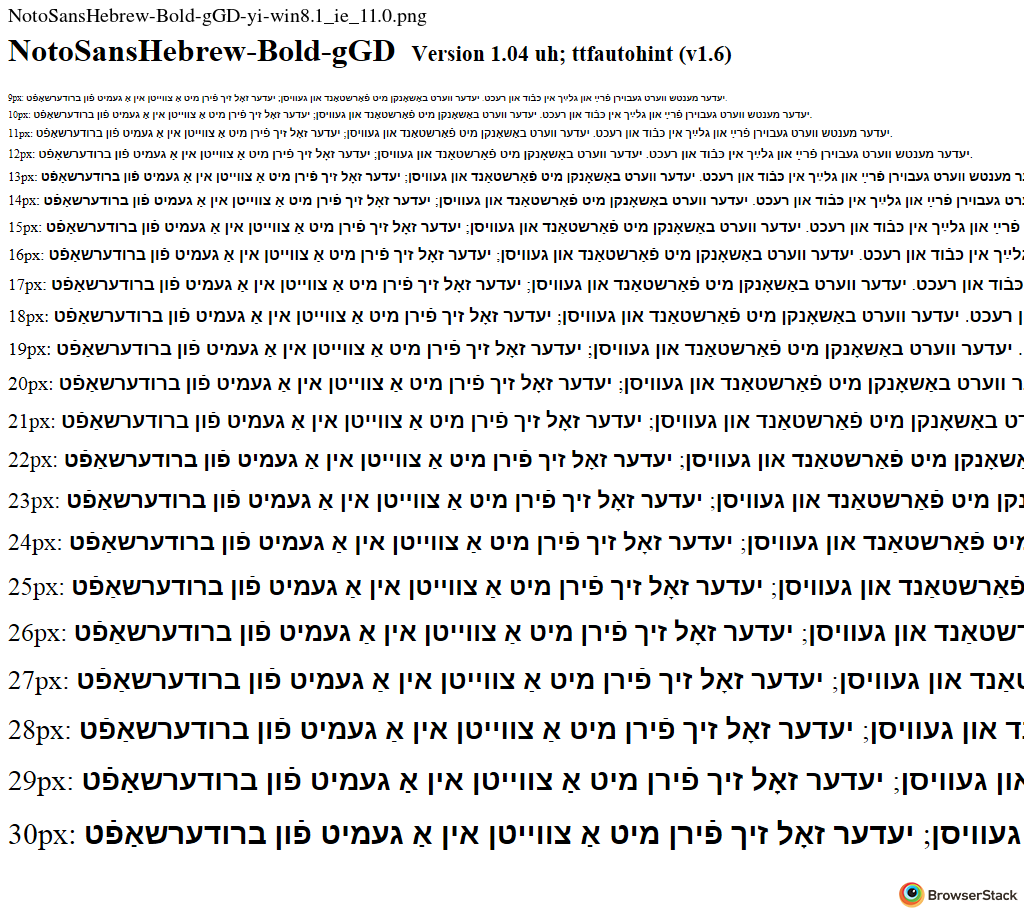 NotoSansHebrew-Bold-gGD-yi-win8.1_ie_11.0.png
NotoSansHebrew-Bold-gGD Version 1.04 uh; ttfautohint (v1.6)
9px: יעדער מענטש ווערט געבוירן פֿרײַ און גלײַך אין כּבֿוד און רעכט. יעדער ווערט באַשאָנקן מיט פֿאַרשטאַנד און געוויסן; יעדער זאָל זיך פֿירן מיט אַ צווייטן אין אַ געמיט פֿון ברודערשאַפֿט.
10px: יעדער מענטש ווערט געבוירן פֿרײַ און גלײַך אין כּבֿוד און רעכט. יעדער ווערט באַשאָנקן מיט פֿאַרשטאַנד און געוויסן; יעדער זאָל זיך פֿירן מיט אַ צווייטן אין אַ געמיט פֿון ברודערשאַפֿט.
11px: יעדער מענטש ווערט געבוירן פֿרײַ און גלײַך אין כּבֿוד און רעכט. יעדער ווערט באַשאָנקן מיט פֿאַרשטאַנד און געוויסן; יעדער זאָל זיך פֿירן מיט אַ צווייטן אין אַ געמיט פֿון ברודערשאַפֿט.
12px: יעדער מענטש ווערט געבוירן פֿרײַ און גלײַך אין כּבֿוד און רעכט. יעדער ווערט באַשאָנקן מיט פֿאַרשטאַנד און געוויסן; יעדער זאָל זיך פֿירן מיט אַ צווייטן אין אַ געמיט פֿון ברודערשאַפֿט.
13px: ר מענטש ווערט געבוירן פֿרײַ און גלײַך אין כּבֿוד און רעכט. יעדער ווערט באַשאָנקן מיט פֿאַרשטאַנד און געוויסן; יעדער זאָל זיך פֿירן מיט אַ צווייטן אין אַ געמיט פֿון ברודערשאַפֿט
14px: רט געבוירן פֿרײַ און גלײַך אין כּבֿוד און רעכט. יעדער ווערט באַשאָנקן מיט פֿאַרשטאַנד און געוויסן; יעדער זאָל זיך פֿירן מיט אַ צווייטן אין אַ געמיט פֿון ברודערשאַפֿט
15px: פֿרײַ און גלײַך אין כּבֿוד און רעכט. יעדער ווערט באַשאָנקן מיט פֿאַרשטאַנד און געוויסן; יעדער זאָל זיך פֿירן מיט אַ צווייטן אין אַ געמיט פֿון ברודערשאַפֿט
16px: לײַך אין כּבֿוד און רעכט. יעדער ווערט באַשאָנקן מיט פֿאַרשטאַנד און געוויסן; יעדער זאָל זיך פֿירן מיט אַ צווייטן אין אַ געמיט פֿון ברודערשאַפֿט
17px: כּבֿוד און רעכט. יעדער ווערט באַשאָנקן מיט פֿאַרשטאַנד און געוויסן; יעדער זאָל זיך פֿירן מיט אַ צווייטן אין אַ געמיט פֿון ברודערשאַפֿט
18px: ן רעכט. יעדער ווערט באַשאָנקן מיט פֿאַרשטאַנד און געוויסן; יעדער זאָל זיך פֿירן מיט אַ צווייטן אין אַ געמיט פֿון ברודערשאַפֿט
19px: . יעדער ווערט באַשאָנקן מיט פֿאַרשטאַנד און געוויסן; יעדער זאָל זיך פֿירן מיט אַ צווייטן אין אַ געמיט פֿון ברודערשאַפֿט
20px: ר ווערט באַשאָנקן מיט פֿאַרשטאַנד און געוויסן; יעדער זאָל זיך פֿירן מיט אַ צווייטן אין אַ געמיט פֿון ברודערשאַפֿט
21px: רט באַשאָנקן מיט פֿאַרשטאַנד און געוויסן; יעדער זאָל זיך פֿירן מיט אַ צווייטן אין אַ געמיט פֿון ברודערשאַפֿט
22px: אַשאָנקן מיט פֿאַרשטאַנד און געוויסן; יעדער זאָל זיך פֿירן מיט אַ צווייטן אין אַ געמיט פֿון ברודערשאַפֿט
23px: נקן מיט פֿאַרשטאַנד און געוויסן; יעדער זאָל זיך פֿירן מיט אַ צווייטן אין אַ געמיט פֿון ברודערשאַפֿט
24px: מיט פֿאַרשטאַנד און געוויסן; יעדער זאָל זיך פֿירן מיט אַ צווייטן אין אַ געמיט פֿון ברודערשאַפֿט
25px: פֿאַרשטאַנד און געוויסן; יעדער זאָל זיך פֿירן מיט אַ צווייטן אין אַ געמיט פֿון ברודערשאַפֿט
26px: רשטאַנד און געוויסן; יעדער זאָל זיך פֿירן מיט אַ צווייטן אין אַ געמיט פֿון ברודערשאַפֿט
27px: טאַנד און געוויסן; יעדער זאָל זיך פֿירן מיט אַ צווייטן אין אַ געמיט פֿון ברודערשאַפֿט
28px: ד און געוויסן; יעדער זאָל זיך פֿירן מיט אַ צווייטן אין אַ געמיט פֿון ברודערשאַפֿט
29px: און געוויסן; יעדער זאָל זיך פֿירן מיט אַ צווייטן אין אַ געמיט פֿון ברודערשאַפֿט
30px: געוויסן; יעדער זאָל זיך פֿירן מיט אַ צווייטן אין אַ געמיט פֿון ברודערשאַפֿט
BrowserStack